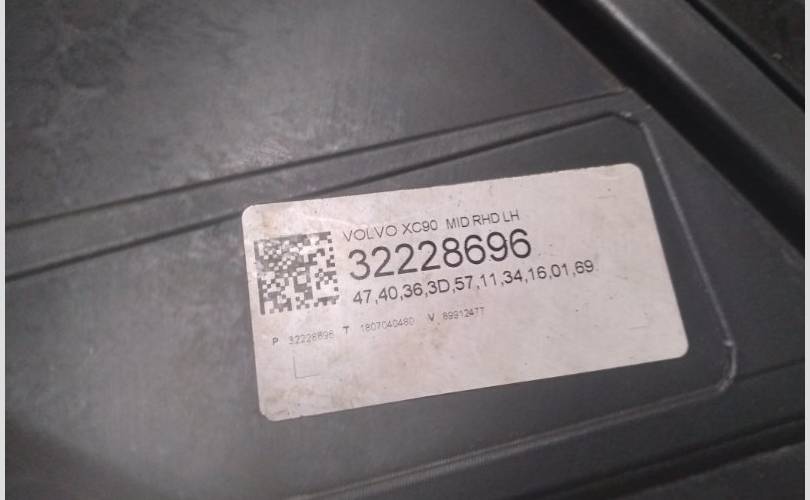 VOLVO XC90 MID RHD LH
32228696
47,40,36,3D,57,11,34,16,01,69
P 32228696 T 1807040480 V 89912477